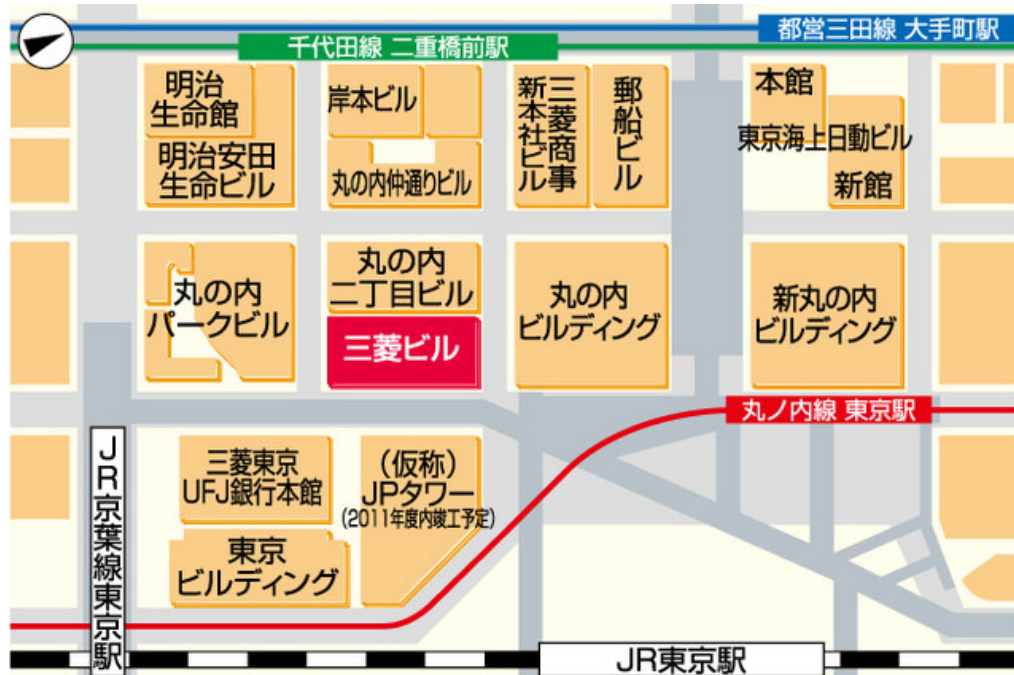 都営三田線 大手町駅
千代田線 二重橋前駅
明治
生命館
明治安田
生命ビル
岸本ビル
丸の内仲通りビル
三菱商事
新本社ビル
郵船ビル
本館
東京海上日動ビル
新館
丸の内
パークビル
丸の内
二丁目ビル
三菱ビル
丸の内
ビルディング
新丸の内
ビルディング
丸ノ内線 東京駅
JR京葉線東京駅
三菱東京
UFJ銀行本館
(仮称)
JPタワー
(2011年度内竣工予定)
東京
ビルディング
JR東京駅